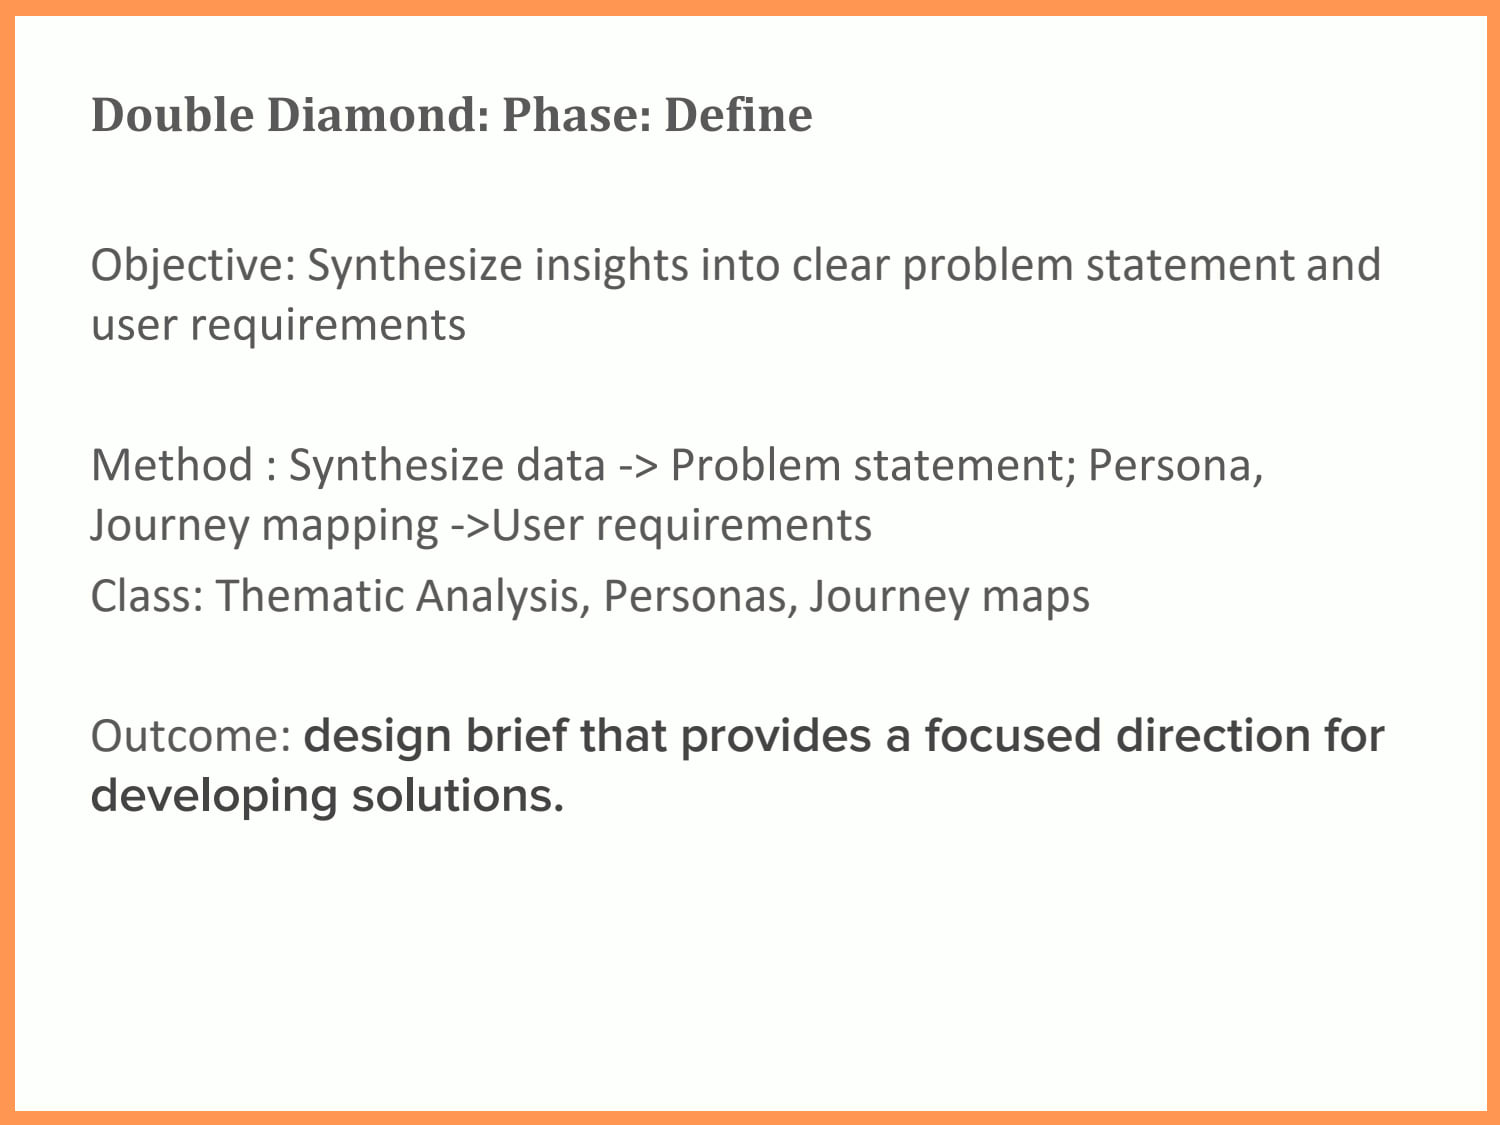 Double Diamond: Phase: Define
Objective: Synthesize insights into clear problem statement and
user requirements
Method : Synthesize data -> Problem statement; Persona,
Journey mapping ->User requirements
Class: Thematic Analysis, Personas, Journey maps
Outcome: design brief that provides a focused direction for
developing solutions.